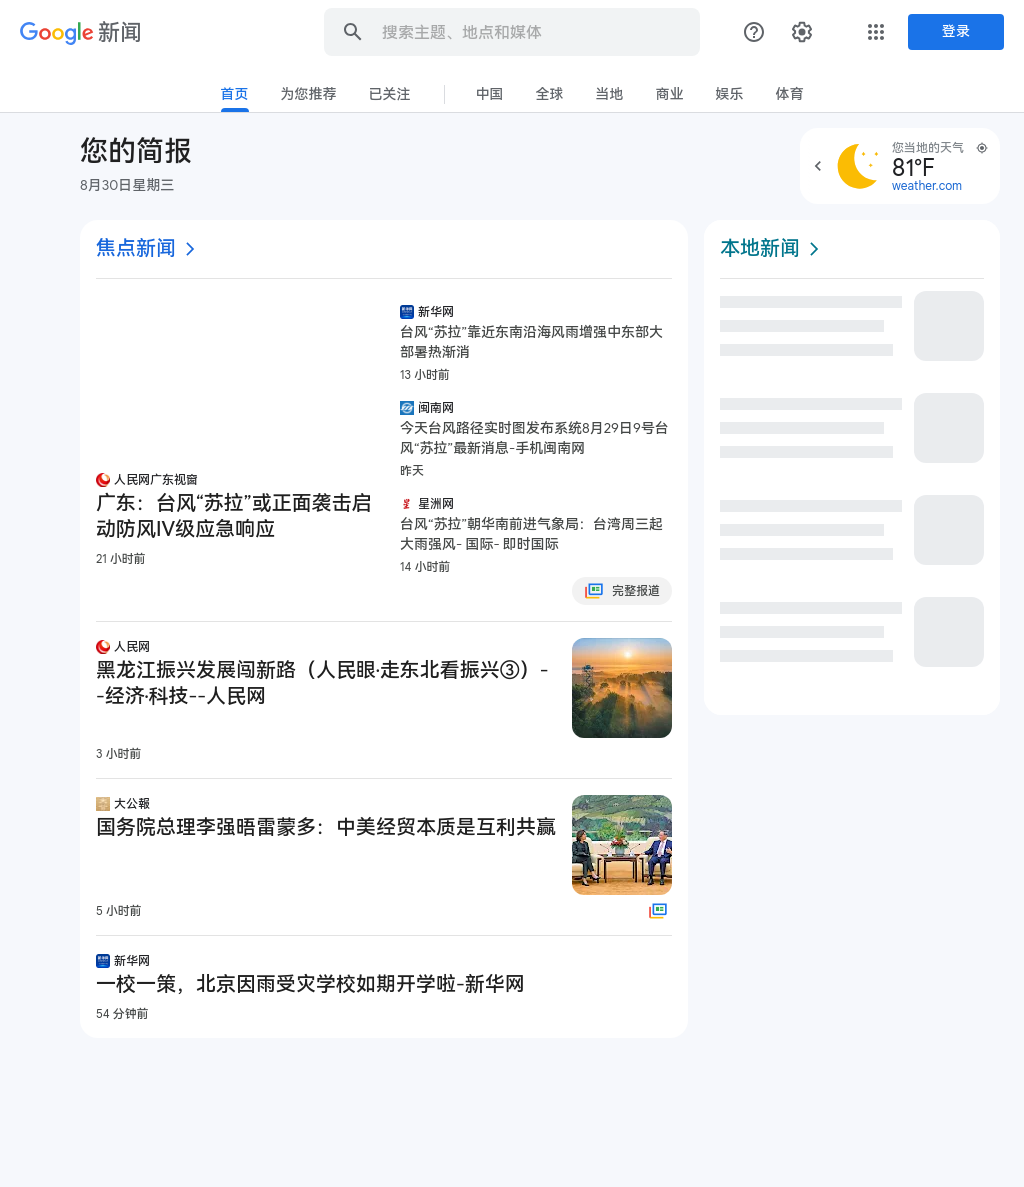 Google 新闻
搜索主题、地点和媒体
登录
首页 为您推荐 已关注 中国 全球 当地 商业 娱乐 体育
您的简报
8月30日星期三
您当地的天气
81°F
weather.com
焦点新闻
人民网广东视窗
广东：台风“苏拉”或正面袭击启
动防风IV级应急响应
21 小时前
新华网
台风“苏拉”靠近东南沿海风雨增强中东部大
部暑热渐消
13 小时前
闽南网
今天台风路径实时图发布系统8月29日9号台
风“苏拉”最新消息-手机闽南网
昨天
星洲网
台风“苏拉”朝华南前进气象局：台湾周三起
大雨强风- 国际- 即时国际
14 小时前
完整报道
人民网
黑龙江振兴发展闯新路（人民眼·走东北看振兴③）-
-经济·科技--人民网
3 小时前
大公報
国务院总理李强晤雷蒙多：中美经贸本质是互利共赢
5 小时前
新华网
一校一策，北京因雨受灾学校如期开学啦-新华网
54 分钟前
本地新闻